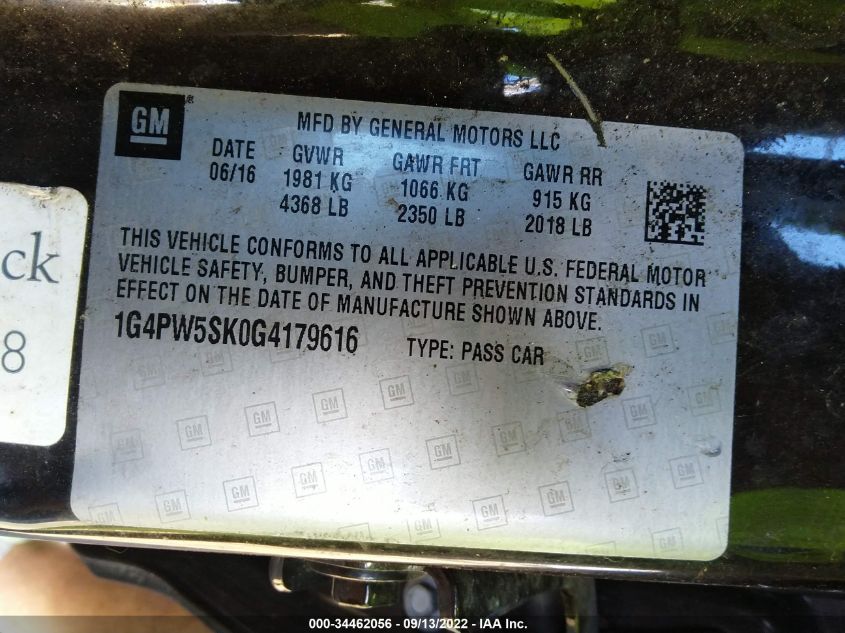 GM
MFD BY GENERAL MOTORS LLC
DATE GVWR GAWR FRT GAWR RR
06/16 1981 KG 1066 KG 915 KG
4368 LB 2350 LB 2018 LB
THIS VEHICLE CONFORMS TO ALL APPLICABLE U.S. FEDERAL MOTOR
VEHICLE SAFETY, BUMPER, AND THEFT PREVENTION STANDARDS IN
EFFECT ON THE DATE OF MANUFACTURE SHOWN ABOVE.
1G4PW5SK0G4179616 TYPE: PASS CAR
ck
8
000-34462056 - 09/13/2022 - IAA Inc.